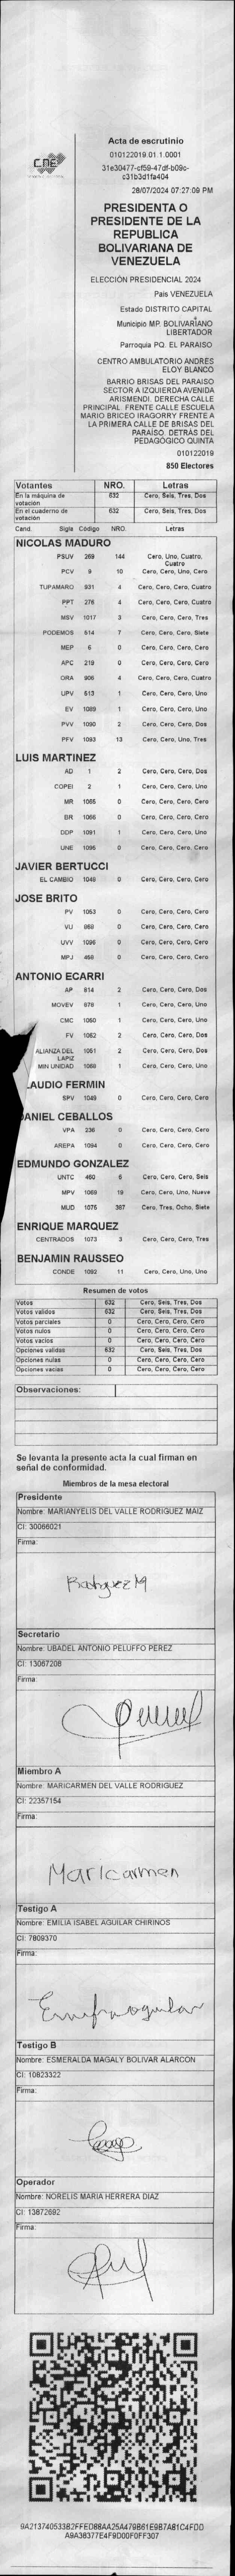 CNE
Acta de escrutinio
010122019.01.1.0001
31e30477-cf59-47df-b09c-
c31b3d1fa404
28/07/2024 07:27:09 PM
PRESIDENTA O
PRESIDENTE DE LA
REPUBLICA
BOLIVARIANA DE
VENEZUELA
ELECCIÓN PRESIDENCIAL 2024
País VENEZUELA
Estado DISTRITO CAPITAL
Municipio MP. BOLIVARIANO
LIBERTADOR
Parroquia PQ. EL PARAISO
CENTRO AMBULATORIO ANDRES
ELOY BLANCO
BARRIO BRISAS DEL PARAISO
SECTOR A IZQUIERDA AVENIDA
ARISMENDI. DERECHA CALLE
PRINCIPAL. FRENTE CALLE ESCUELA
MARIO BRICEO IRAGORRY FRENTE A
LA PRIMERA CALLE DE BRISAS DEL
PARAISO. DETRÁS DEL
PEDAGÓGICO QUINTA
010122019
850 Electores
Votantes NRO. Letras
En la máquina de votación 632 Cero, Seis, Tres, Dos
En el cuaderno de votación 632 Cero, Seis, Tres, Dos
Cand. Sigla Código NRO. Letras
NICOLAS MADURO
PSUV 269 144 Cero, Uno, Cuatro, Cuatro
PCV 9 10 Cero, Cero, Uno, Cero
TUPAMARO 931 4 Cero, Cero, Cero, Cuatro
PPT 276 4 Cero, Cero, Cero, Cuatro
MSV 1017 3 Cero, Cero, Cero, Tres
PODEMOS 514 7 Cero, Cero, Cero, Siete
MEP 6 0 Cero, Cero, Cero, Cero
APC 219 0 Cero, Cero, Cero, Cero
ORA 906 4 Cero, Cero, Cero, Cuatro
UPV 513 1 Cero, Cero, Cero, Uno
EV 1089 1 Cero, Cero, Cero, Uno
PVV 1090 2 Cero, Cero, Cero, Dos
PFV 1093 13 Cero, Cero, Uno, Tres
LUIS MARTINEZ
AD 1 2 Cero, Cero, Cero, Dos
COPEI 2 1 Cero, Cero, Cero, Uno
MR 1065 0 Cero, Cero, Cero, Cero
BR 1066 0 Cero, Cero, Cero, Cero
DDP 1091 1 Cero, Cero, Cero, Uno
UNE 1095 0 Cero, Cero, Cero, Cero
JAVIER BERTUCCI
EL CAMBIO 1048 0 Cero, Cero, Cero, Cero
JOSE BRITO
PV 1053 0 Cero, Cero, Cero, Cero
VU 0 Cero, Cero, Cero, Cero
UVV 1096 0 Cero, Cero, Cero, Cero
MPJ 0 Cero, Cero, Cero, Cero
ANTONIO ECARRI
AP 814 2 Cero, Cero, Cero, Dos
MOVEV 1 Cero, Cero, Cero, Uno
CMC 1050 1 Cero, Cero, Cero, Uno
FV 1062 2 Cero, Cero, Cero, Dos
ALIANZA DEL LAPIZ 1051 2 Cero, Cero, Cero, Dos
MIN UNIDAD 1068 1 Cero, Cero, Cero, Uno
LAUDIO FERMIN
SPV 1049 0 Cero, Cero, Cero, Cero
DANIEL CEBALLOS
VPA 236 0 Cero, Cero, Cero, Cero
AREPA 1094 0 Cero, Cero, Cero, Cero
EDMUNDO GONZALEZ
UNTC 460 6 Cero, Cero, Cero, Seis
MPV 1069 19 Cero, Cero, Uno, Nueve
MUD 1075 387 Cero, Tres, Ocho, Siete
ENRIQUE MARQUEZ
CENTRADOS 1073 3 Cero, Cero, Cero, Tres
BENJAMIN RAUSSEO
CONDE 1092 11 Cero, Cero, Uno, Uno
Resumen de votos
Votos 632 Cero, Seis, Tres, Dos
Votos validos 632 Cero, Seis, Tres, Dos
Votos parciales 0 Cero, Cero, Cero, Cero
Votos nulos 0 Cero, Cero, Cero, Cero
Votos vacios 0 Cero, Cero, Cero, Cero
Opciones validas 632 Cero, Seis, Tres, Dos
Opciones nulas 0 Cero, Cero, Cero, Cero
Opciones vacias 0 Cero, Cero, Cero, Cero
Observaciones:
Se levanta la presente acta la cual firman en
señal de conformidad.
Miembros de la mesa electoral
Presidente
Nombre: MARIANYELIS DEL VALLE RODRIGUEZ MAIZ
CI: 30066021
Firma:
Rodriguez M
Secretario
Nombre: UBADEL ANTONIO PELUFFO PEREZ
CI: 13067208
Firma:
Miembro A
Nombre: MARICARMEN DEL VALLE RODRIGUEZ
CI: 22357154
Firma:
Maricarmen
Testigo A
Nombre: EMILIA ISABEL AGUILAR CHIRINOS
CI: 7809370
Firma:
Testigo B
Nombre: ESMERALDA MAGALY BOLIVAR ALARCON
CI: 10823322
Firma:
Operador
Nombre: NORELIS MARIA HERRERA DIAZ
CI: 13872692
Firma:
9A213740533B2FFED88AA25A479B61E9B7A81C4FDD
A9A38377E4F9D00F0FF307